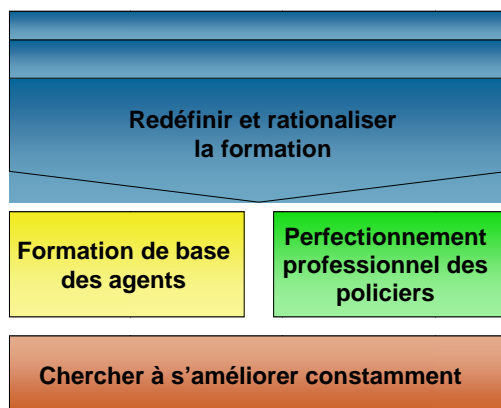 Redéfinir et rationaliser
la formation
Formation de base
des agents
Perfectionnement
professionnel des
policiers
Chercher à s’améliorer constamment